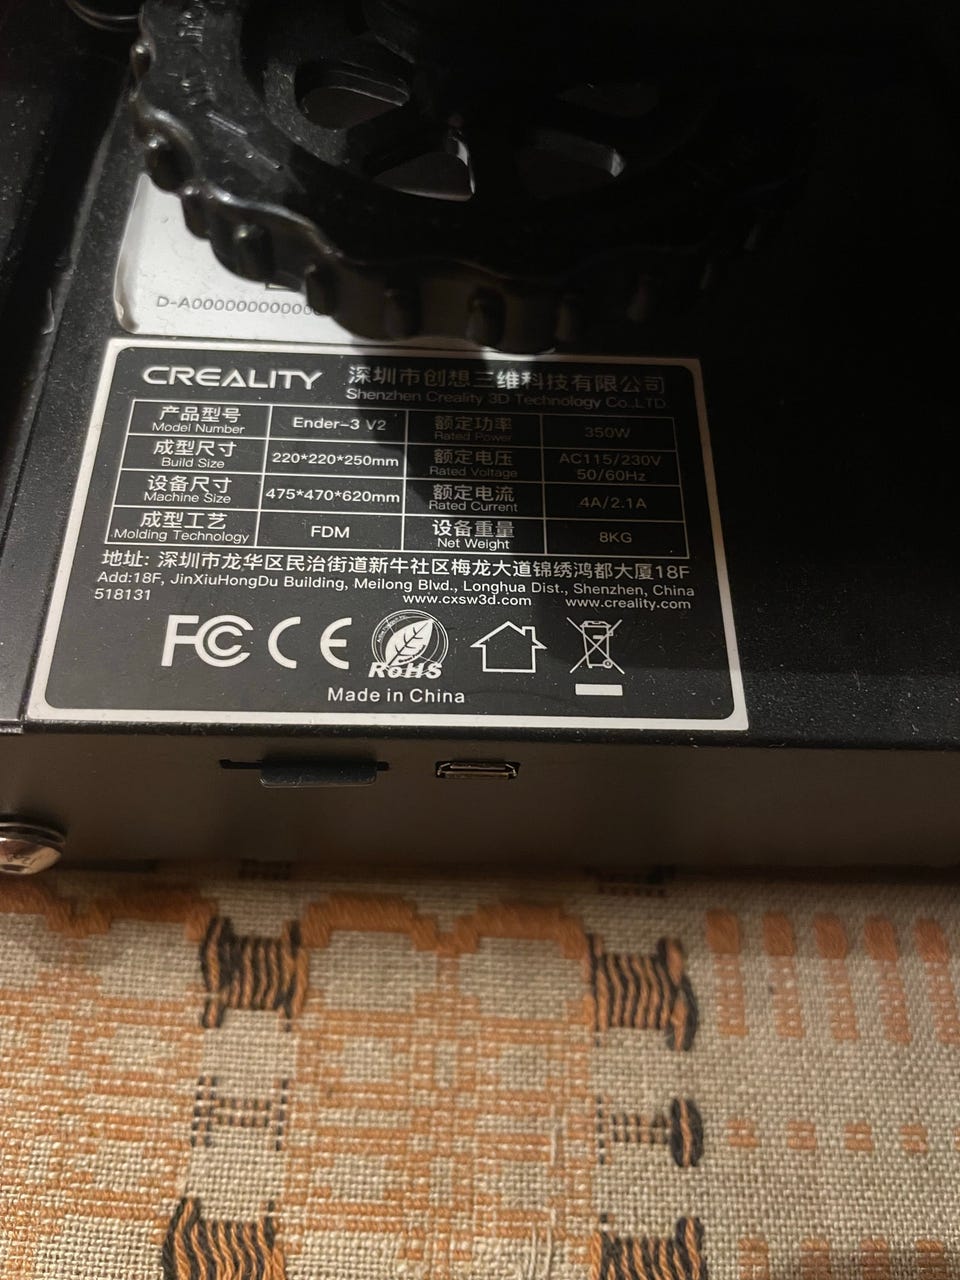 D-A00000000000
CREALITY 深圳市创想三维科技有限公司
Shenzhen Creality 3D Technology Co.,LTD.
产品型号 Ender-3 V2 额定功率 350W
Model Number Rated Power
成型尺寸 220*220*250mm 额定电压 AC115/230V
Build Size Rated Voltage 50/60Hz
设备尺寸 475*470*620mm 额定电流 4A/2.1A
Machine Size Rated Current
成型工艺 FDM 设备重量 8KG
Molding Technology Net Weight
地址: 深圳市龙华区民治街道新牛社区梅龙大道锦绣鸿都大厦18F
Add:18F, JinXiuHongDu Building, Meilong Blvd., Longhua Dist., Shenzhen, China
518131 www.cxsw3d.com www.creality.com
FC CE RoHS
Made in China